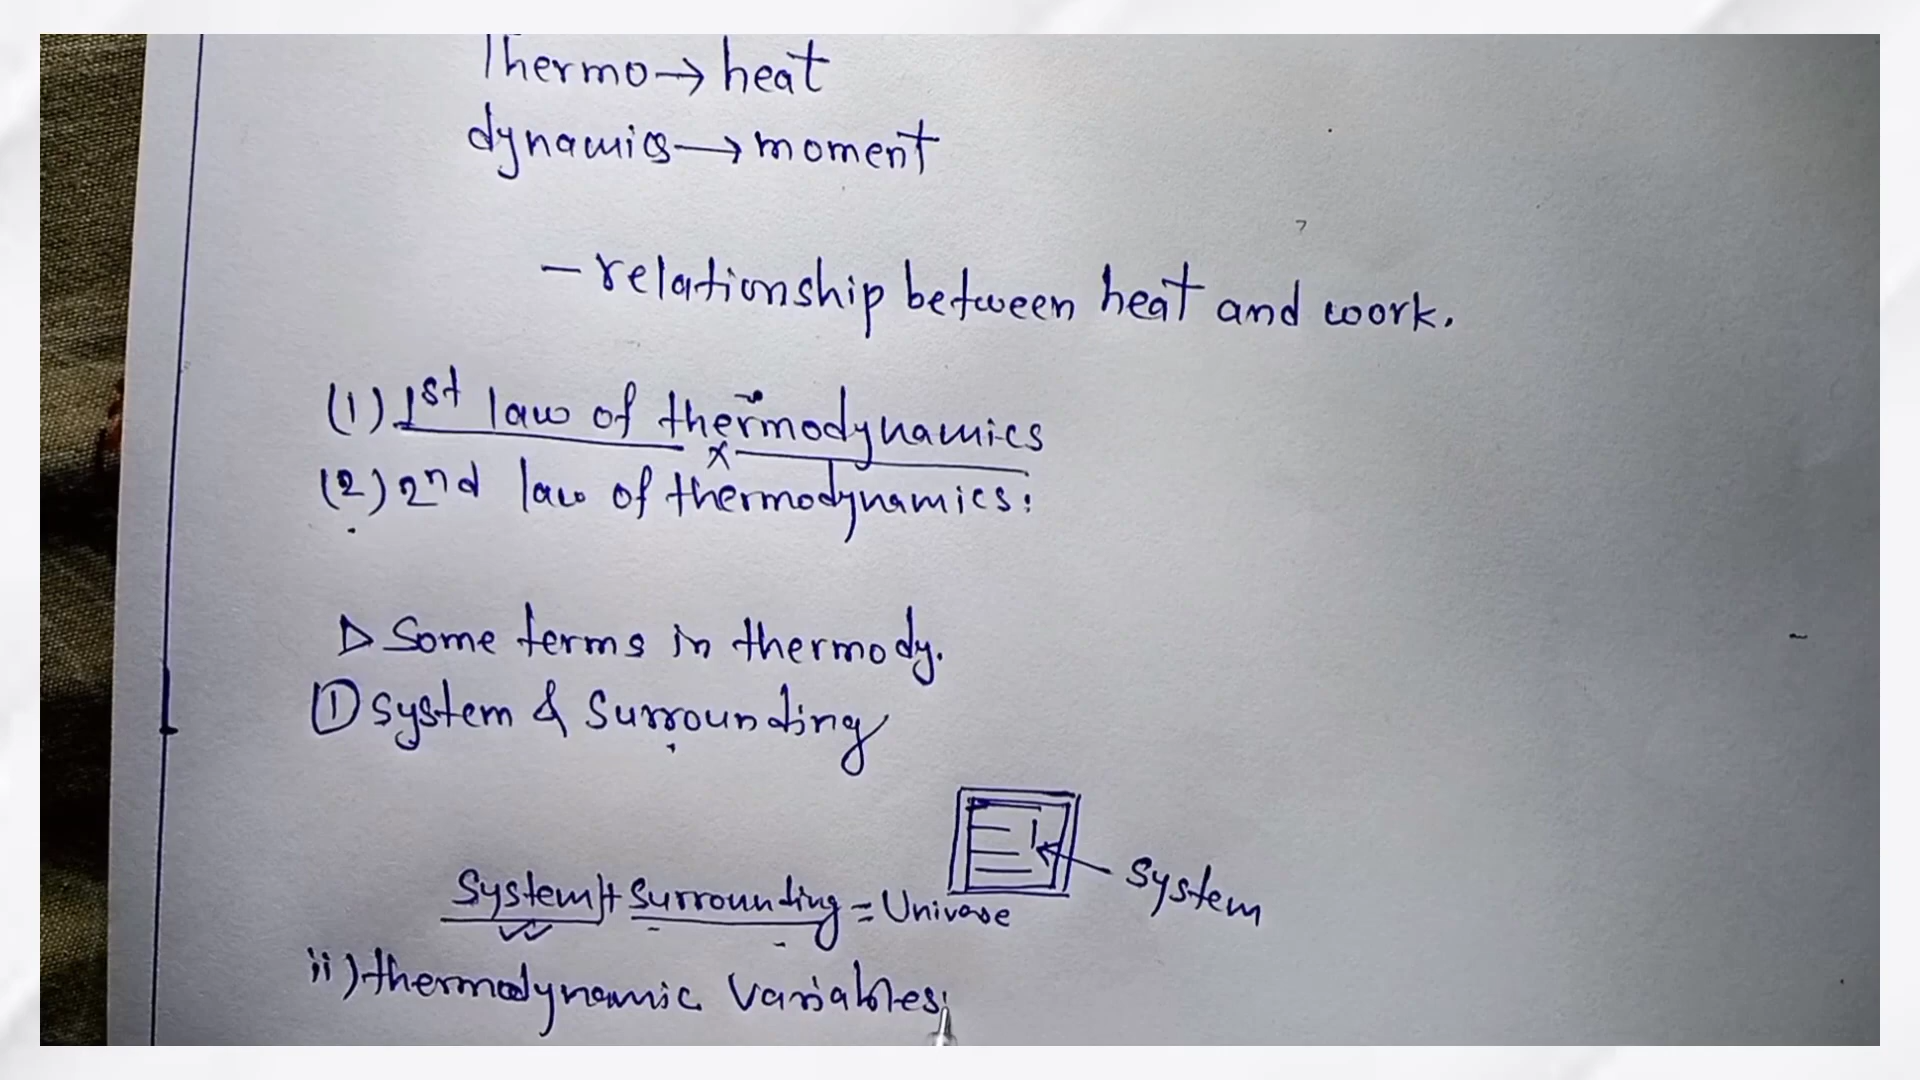 Thermo → heat
dynamics → moment
- relationship between heat and work.
(1) 1st law of thermodynamics
(2) 2nd law of thermodynamics:
▷ Some terms in thermody.
① System & Surrounding
System
System + Surrounding = Univase
ii) thermodynamic Variables: